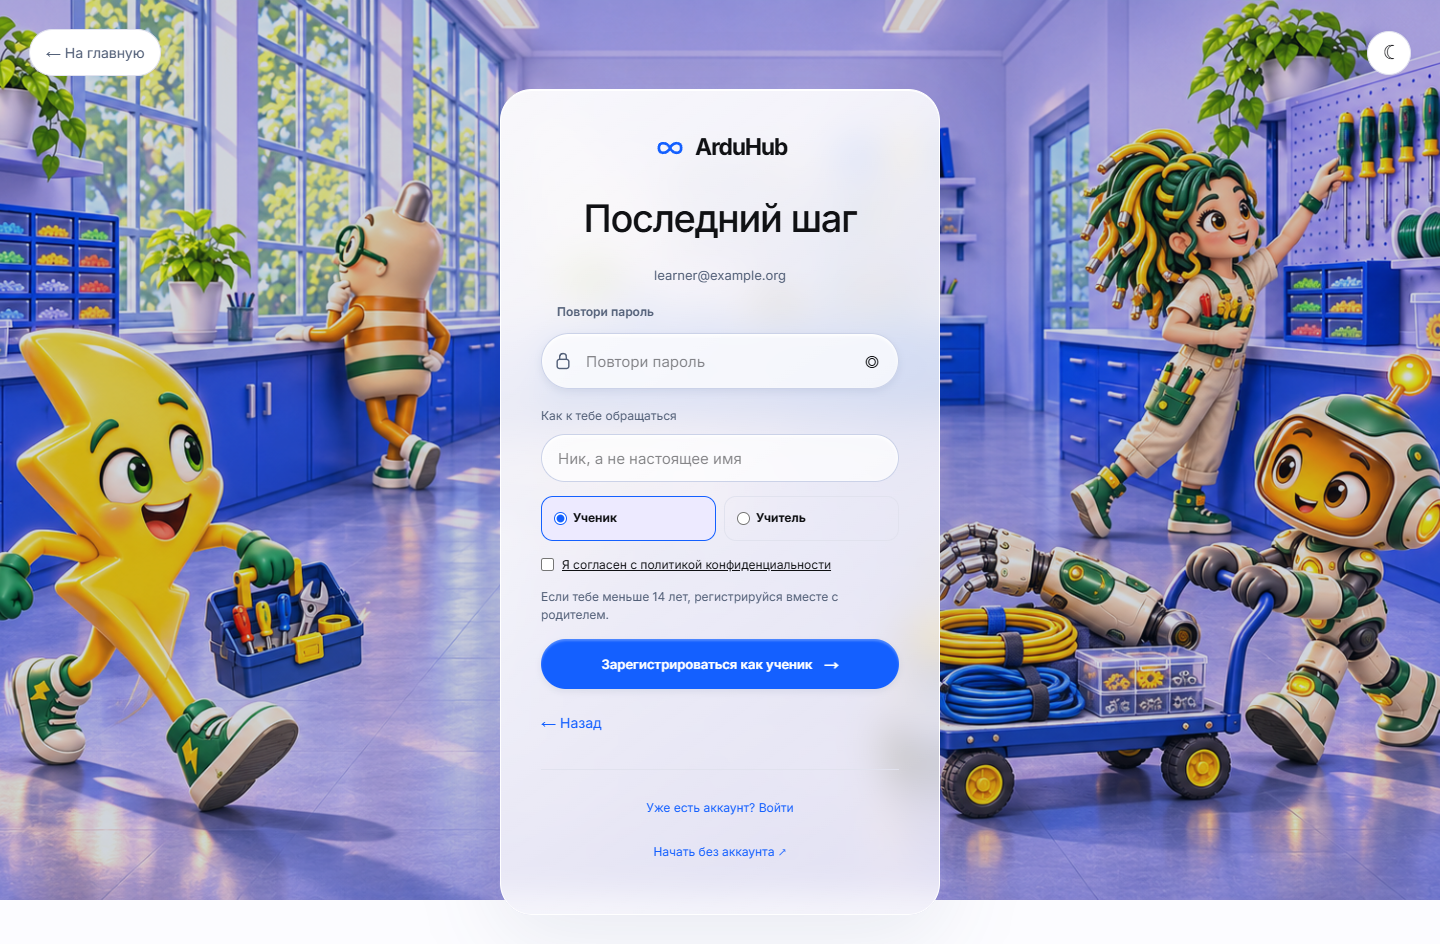 ← На главную
ArduHub
Последний шаг
learner@example.org
Повтори пароль
Повтори пароль
Как к тебе обращаться
Ник, а не настоящее имя
Ученик
Учитель
Я согласен с политикой конфиденциальности
Если тебе меньше 14 лет, регистрируйся вместе с
родителем.
Зарегистрироваться как ученик →
← Назад
Уже есть аккаунт? Войти
Начать без аккаунта ↗